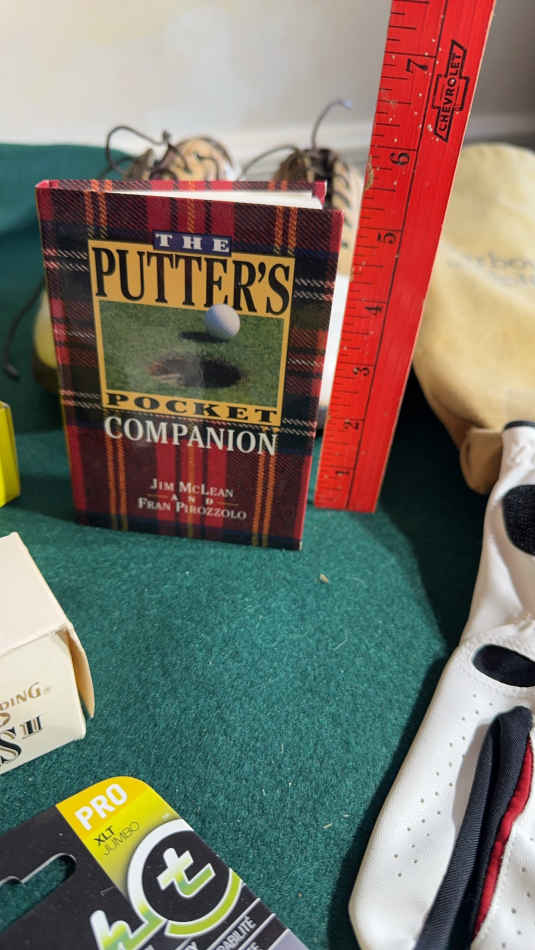 7
CHEVROLET
6
5
4
3
2
1
THE
PUTTER'S
POCKET
COMPANION
JIM MCLEAN
AND
FRAN PIROZZOLO
PRO
XLT
JUMBO